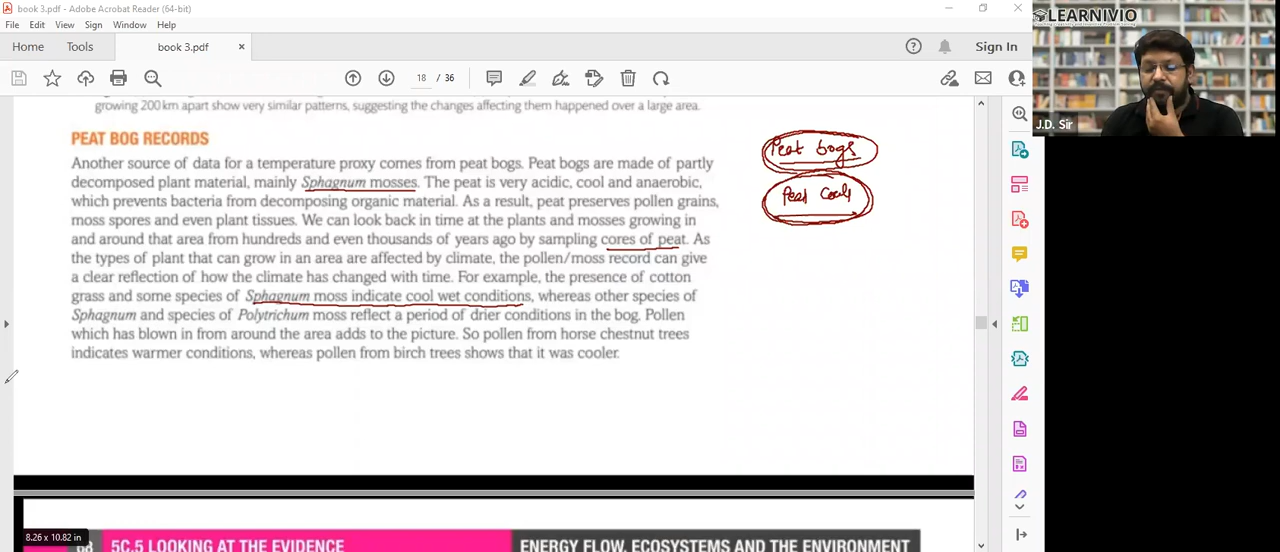 book 3.pdf - Adobe Acrobat Reader (64-bit)
File Edit View Sign Window Help
Home Tools book 3.pdf × Sign In
18 / 36
LEARNIVIO
J.D. Sir
growing 200 km apart show very similar patterns, suggesting the changes affecting them happened over a large area.
PEAT BOG RECORDS
Another source of data for a temperature proxy comes from peat bogs. Peat bogs are made of partly
decomposed plant material, mainly Sphagnum mosses. The peat is very acidic, cool and anaerobic,
which prevents bacteria from decomposing organic material. As a result, peat preserves pollen grains,
moss spores and even plant tissues. We can look back in time at the plants and mosses growing in
and around that area from hundreds and even thousands of years ago by sampling cores of peat. As
the types of plant that can grow in an area are affected by climate, the pollen/moss record can give
a clear reflection of how the climate has changed with time. For example, the presence of cotton
grass and some species of Sphagnum moss indicate cool wet conditions, whereas other species of
Sphagnum and species of Polytrichum moss reflect a period of drier conditions in the bog. Pollen
which has blown in from around the area adds to the picture. So pollen from horse chestnut trees
indicates warmer conditions, whereas pollen from birch trees shows that it was cooler.
Peat bogs
Peat Coals
8.26 x 10.82 in
68 5C.5 LOOKING AT THE EVIDENCE ENERGY FLOW, ECOSYSTEMS AND THE ENVIRONMENT